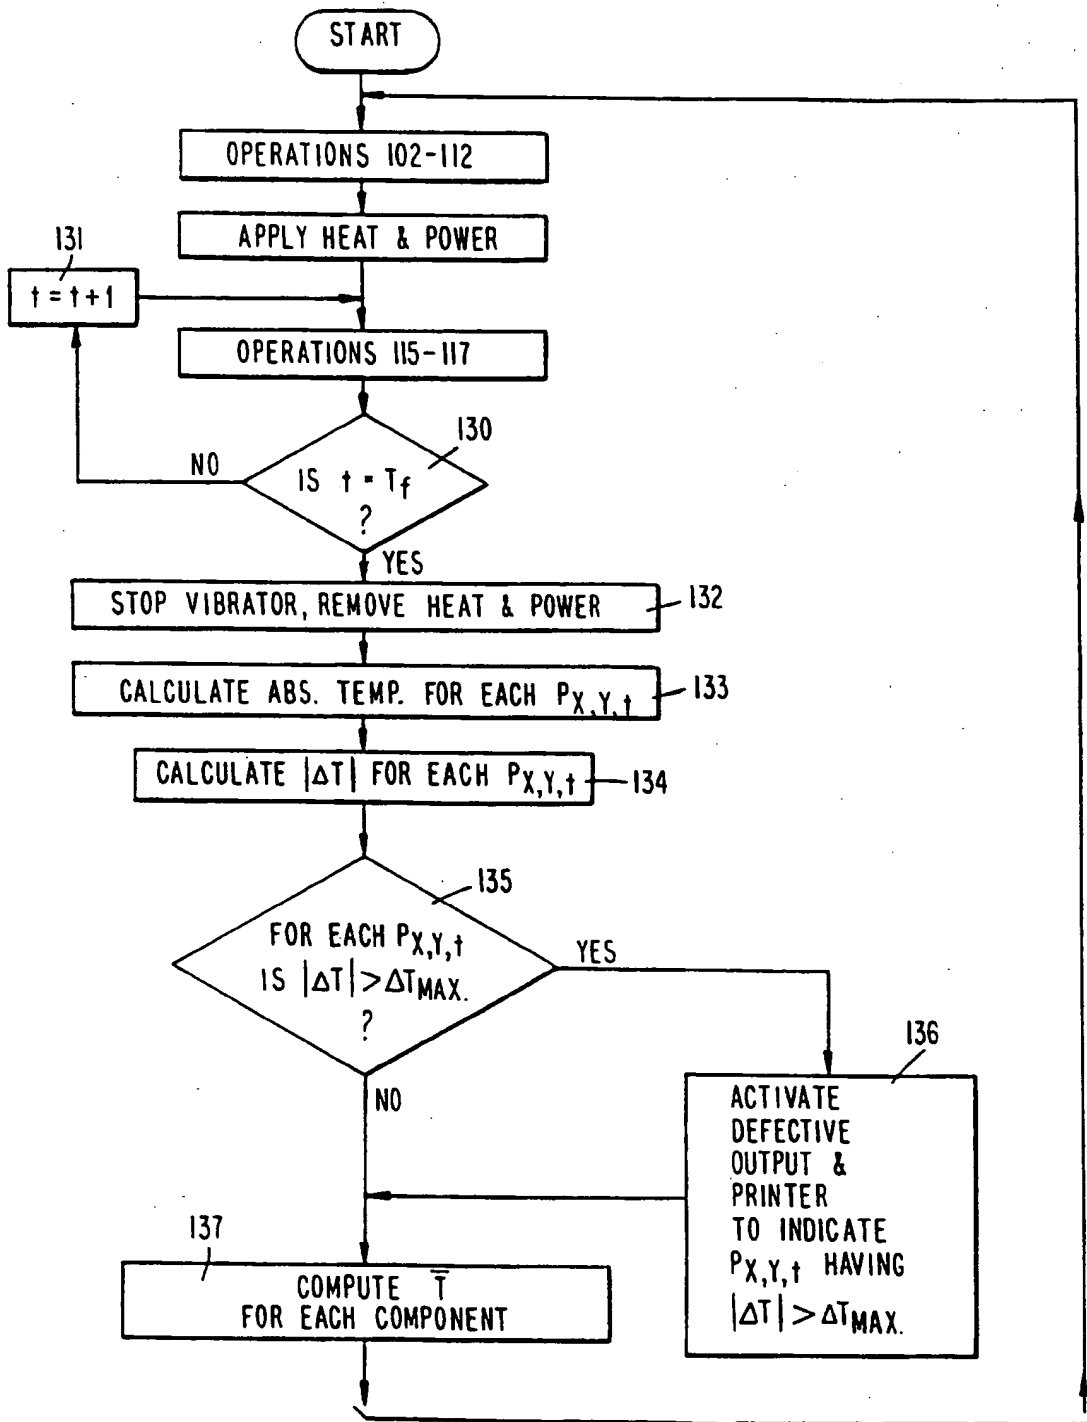 START
OPERATIONS 102-112
APPLY HEAT & POWER
131
t = t + 1
OPERATIONS 115-117
130
NO
IS t = Tf
?
YES
STOP VIBRATOR, REMOVE HEAT & POWER
132
CALCULATE ABS. TEMP. FOR EACH PX,Y,t
133
CALCULATE |ΔT| FOR EACH PX,Y,t
134
135
FOR EACH PX,Y,t
IS |ΔT| > ΔTMAX.
?
YES
NO
136
ACTIVATE
DEFECTIVE
OUTPUT &
PRINTER
TO INDICATE
PX,Y,t HAVING
|ΔT| > ΔTMAX.
137
COMPUTE T̅
FOR EACH COMPONENT